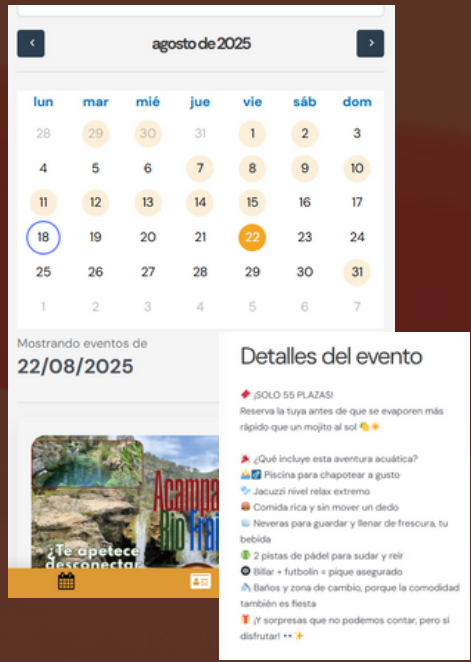 agosto de 2025
lun mar mié jue vie sáb dom
28 29 30 31 1 2 3
4 5 6 7 8 9 10
11 12 13 14 15 16 17
18 19 20 21 22 23 24
25 26 27 28 29 30 31
1 2 3 4 5 6 7
Mostrando eventos de
22/08/2025
Acampa
Río Frai
¿Te apetece
desconectar
Detalles del evento
¡SOLO 55 PLAZAS!
Reserva la tuya antes de que se evaporen más
rápido que un mojito al sol
¿Qué incluye esta aventura acuática?
Piscina para chapotear a gusto
Jacuzzi nivel relax extremo
Comida rica y sin mover un dedo
Neveras para guardar y llenar de frescura, tu
bebida
2 pistas de pádel para sudar y reír
Billar + futbolín = pique asegurado
Baños y zona de cambio, porque la comodidad
también es fiesta
¡Y sorpresas que no podemos contar, pero sí
disfrutar!